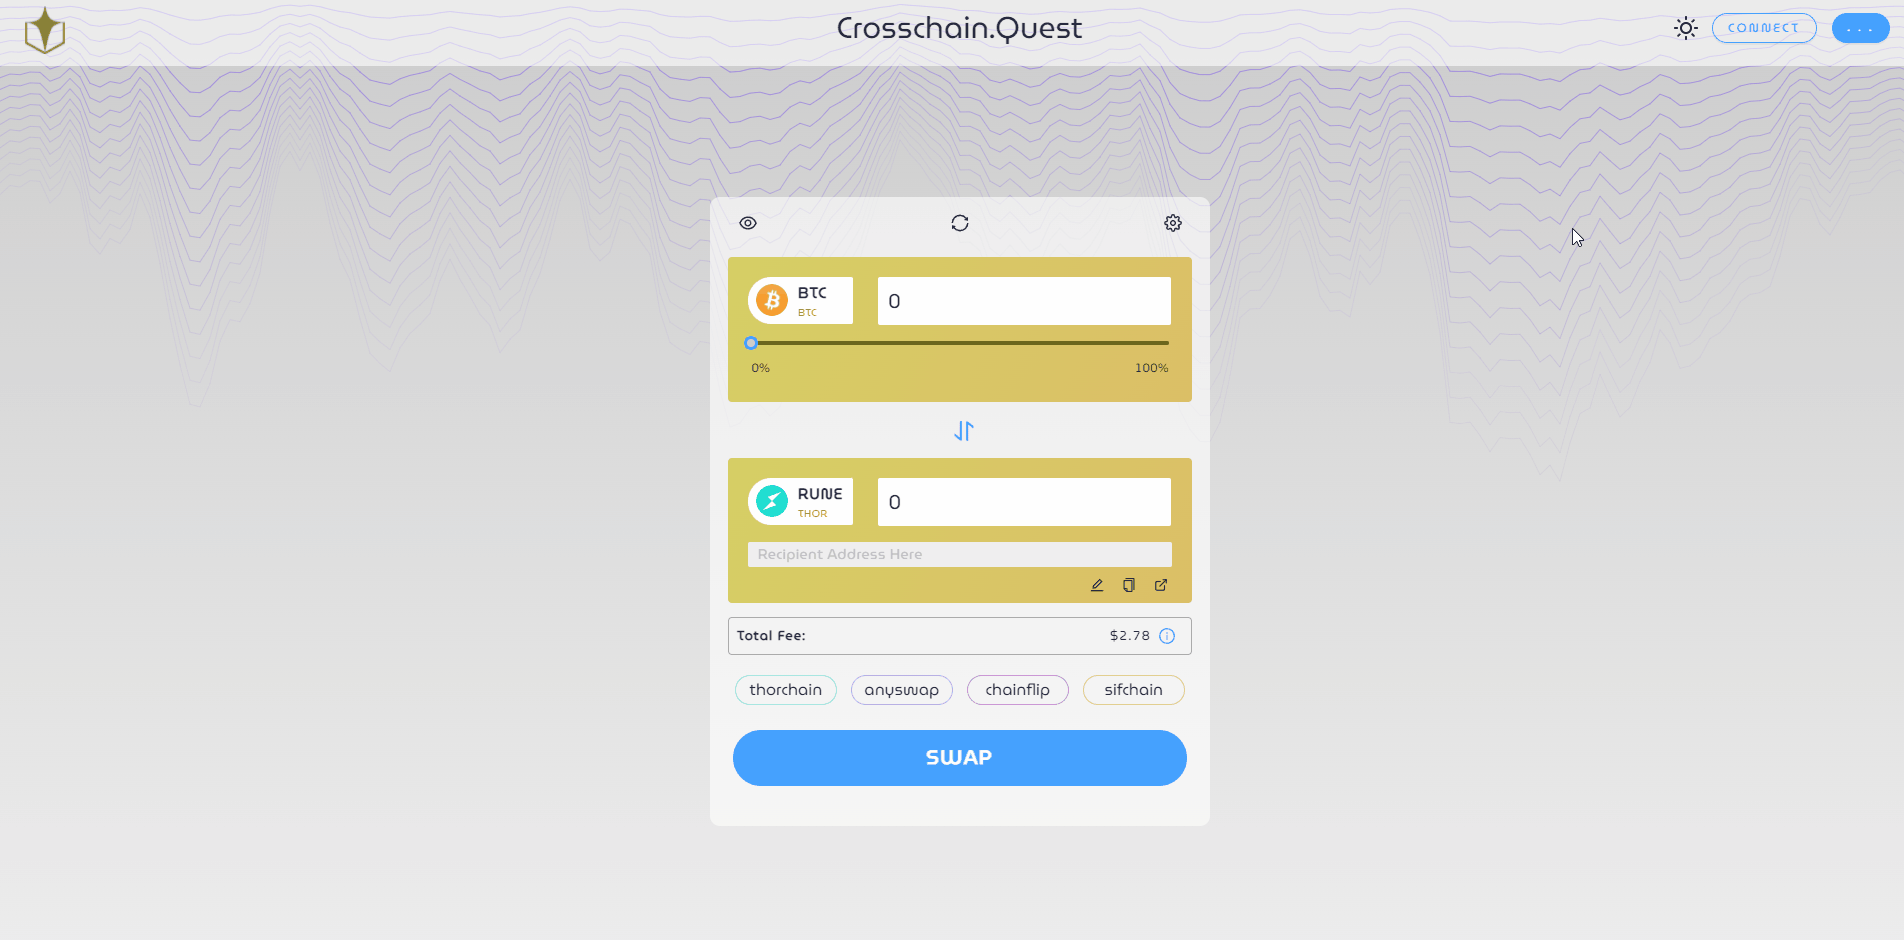 Crosschain.Quest
CONNECT
...
BTC
BTC
0
0%
100%
RUNE
THOR
0
Recipient Address Here
Total Fee:
$2.78
thorchain
anyswap
chainflip
sifchain
SWAP